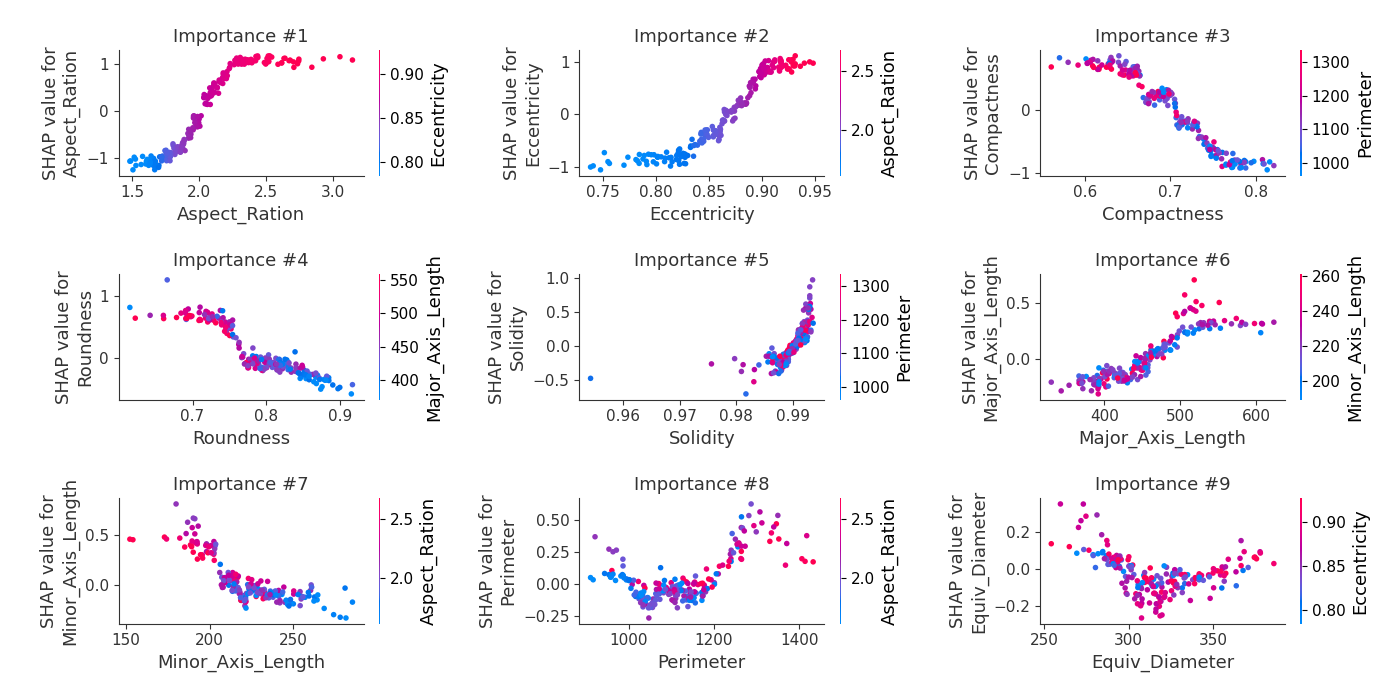 Importance #1
SHAP value for
Aspect_Ration
1
0
−1
1.5
2.0
2.5
3.0
Aspect_Ration
0.90
0.85
0.80
Eccentricity
Importance #2
SHAP value for
Eccentricity
1
0
−1
0.75
0.80
0.85
0.90
0.95
Eccentricity
2.5
2.0
Aspect_Ration
Importance #3
SHAP value for
Compactness
0
−1
0.6
0.7
0.8
Compactness
1300
1200
1100
1000
Perimeter
Importance #4
SHAP value for
Roundness
1
0
0.7
0.8
0.9
Roundness
550
500
450
400
Major_Axis_Length
Importance #5
SHAP value for
Solidity
1.0
0.5
0.0
−0.5
0.96
0.97
0.98
0.99
Solidity
1300
1200
1100
1000
Perimeter
Importance #6
SHAP value for
Major_Axis_Length
0.5
0.0
400
500
600
Major_Axis_Length
260
240
220
200
Minor_Axis_Length
Importance #7
SHAP value for
Minor_Axis_Length
0.5
0.0
150
200
250
Minor_Axis_Length
2.5
2.0
Aspect_Ration
Importance #8
SHAP value for
Perimeter
0.50
0.25
0.00
−0.25
1000
1200
1400
Perimeter
2.5
2.0
Aspect_Ration
Importance #9
SHAP value for
Equiv_Diameter
0.2
0.0
−0.2
250
300
350
Equiv_Diameter
0.90
0.85
0.80
Eccentricity